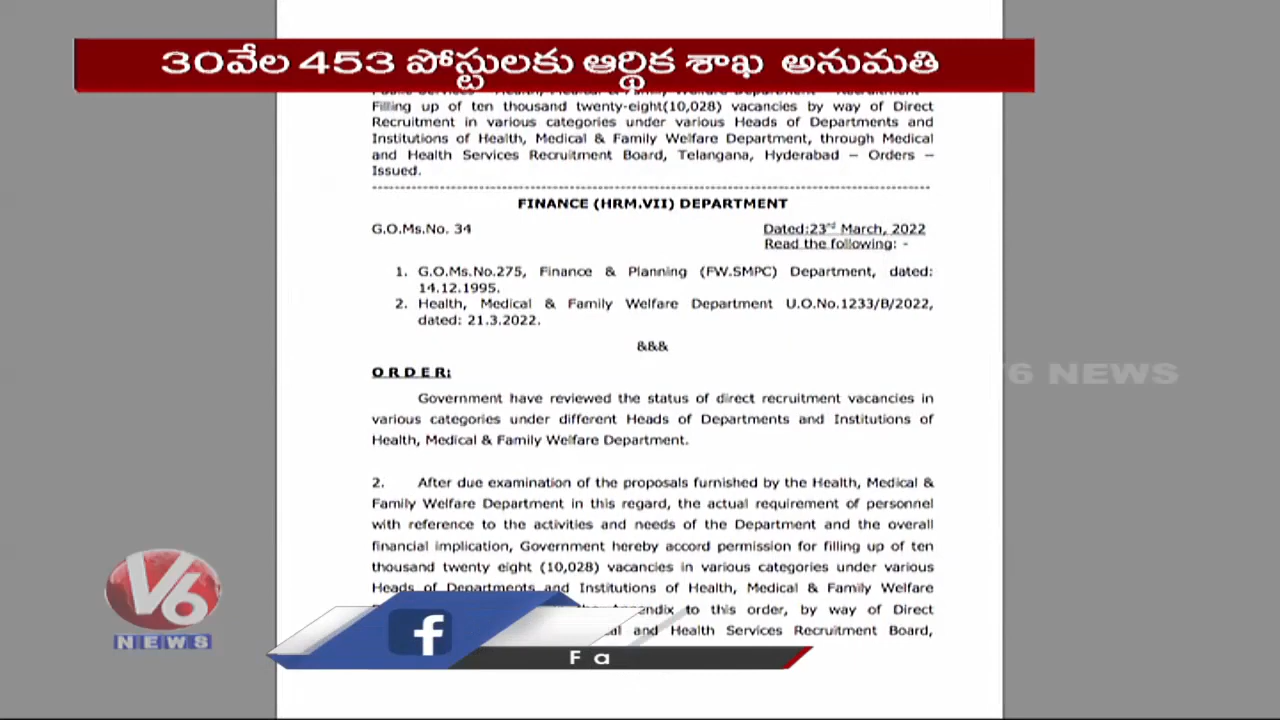 30వేల 453 పోస్టులకు ఆర్థిక శాఖ అనుమతి
Filling up of ten thousand twenty-eight(10,028) vacancies by way of Direct
Recruitment in various categories under various Heads of Departments and
Institutions of Health, Medical & Family Welfare Department, through Medical
and Health Services Recruitment Board, Telangana, Hyderabad – Orders –
Issued.
FINANCE (HRM.VII) DEPARTMENT
G.O.Ms.No. 34
Dated:23rd March, 2022
Read the following: -
1. G.O.Ms.No.275, Finance & Planning (FW.SMPC) Department, dated:
14.12.1995.
2. Health, Medical & Family Welfare Department U.O.No.1233/B/2022,
dated: 21.3.2022.
&&&
O R D E R:
Government have reviewed the status of direct recruitment vacancies in
various categories under different Heads of Departments and Institutions of
Health, Medical & Family Welfare Department.
V6 NEWS
2. After due examination of the proposals furnished by the Health, Medical &
Family Welfare Department in this regard, the actual requirement of personnel
with reference to the activities and needs of the Department and the overall
financial implication, Government hereby accord permission for filling up of ten
thousand twenty eight (10,028) vacancies in various categories under various
Heads of Departments and Institutions of Health, Medical & Family Welfare
Appendix to this order, by way of Direct
and Health Services Recruitment Board,
V6
NEWS
f
Fa